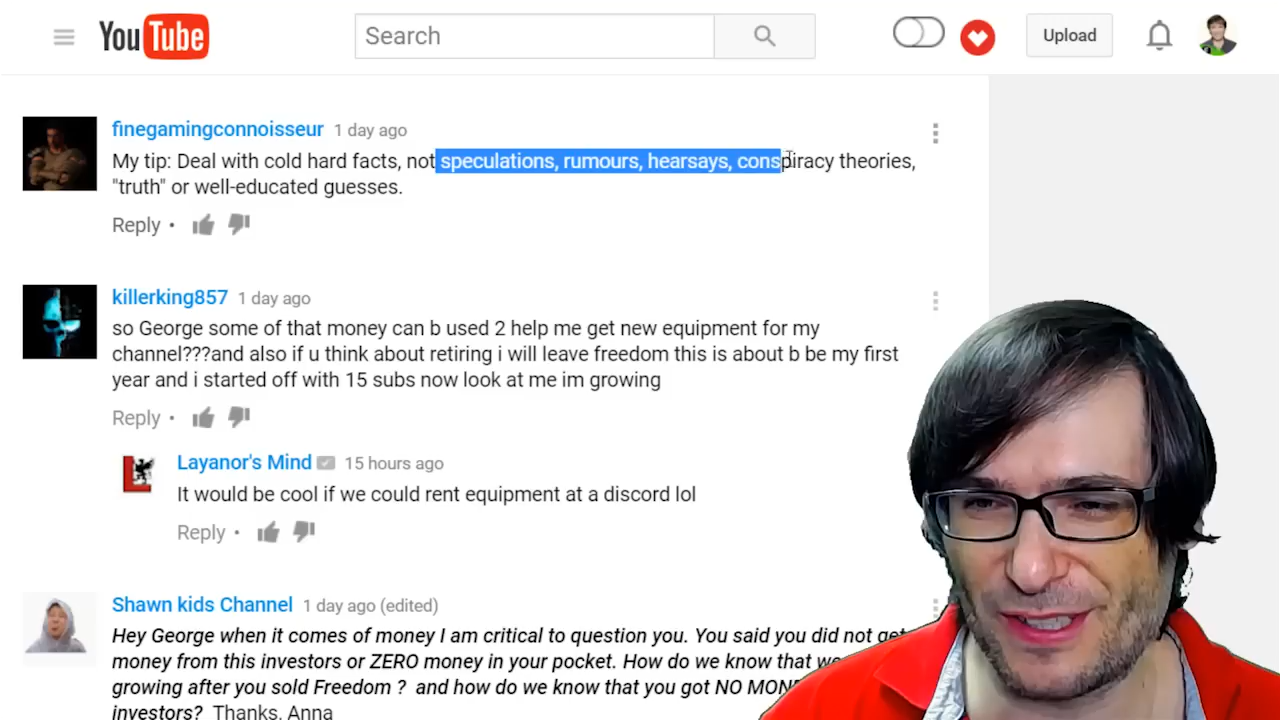 YouTube
Search
Upload
finegamingconnoisseur 1 day ago
My tip: Deal with cold hard facts, not speculations, rumours, hearsays, conspiracy theories,
"truth" or well-educated guesses.
Reply •
killerking857 1 day ago
so George some of that money can b used 2 help me get new equipment for my
channel???and also if u think about retiring i will leave freedom this is about b be my first
year and i started off with 15 subs now look at me im growing
Reply •
Layanor's Mind 15 hours ago
It would be cool if we could rent equipment at a discord lol
Reply •
Shawn kids Channel 1 day ago (edited)
Hey George when it comes of money I am critical to question you. You said you did not get
money from this investors or ZERO money in your pocket. How do we know that
growing after you sold Freedom ? and how do we know that you got NO
investors? Thanks, Anna